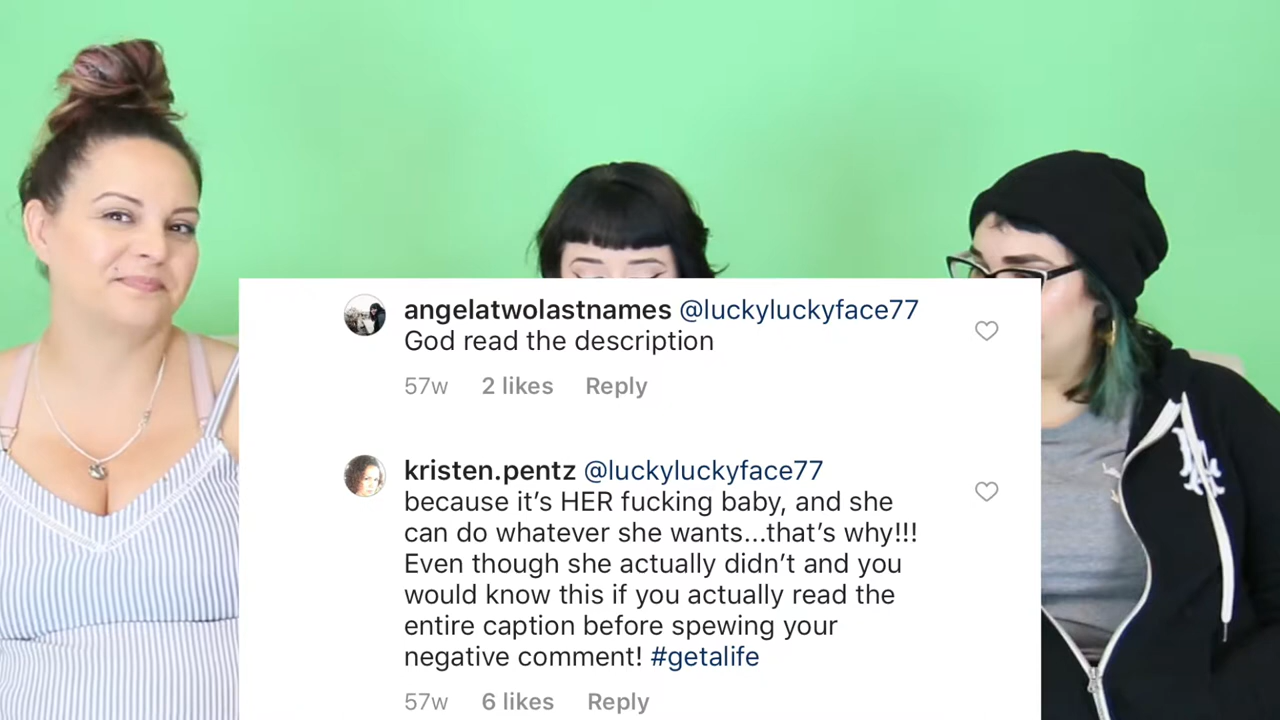 angelatwolastnames @luckyluckyface77
God read the description
57w 2 likes Reply
kristen.pentz @luckyluckyface77
because it’s HER fucking baby, and she
can do whatever she wants...that’s why!!!
Even though she actually didn’t and you
would know this if you actually read the
entire caption before spewing your
negative comment! #getalife
57w 6 likes Reply